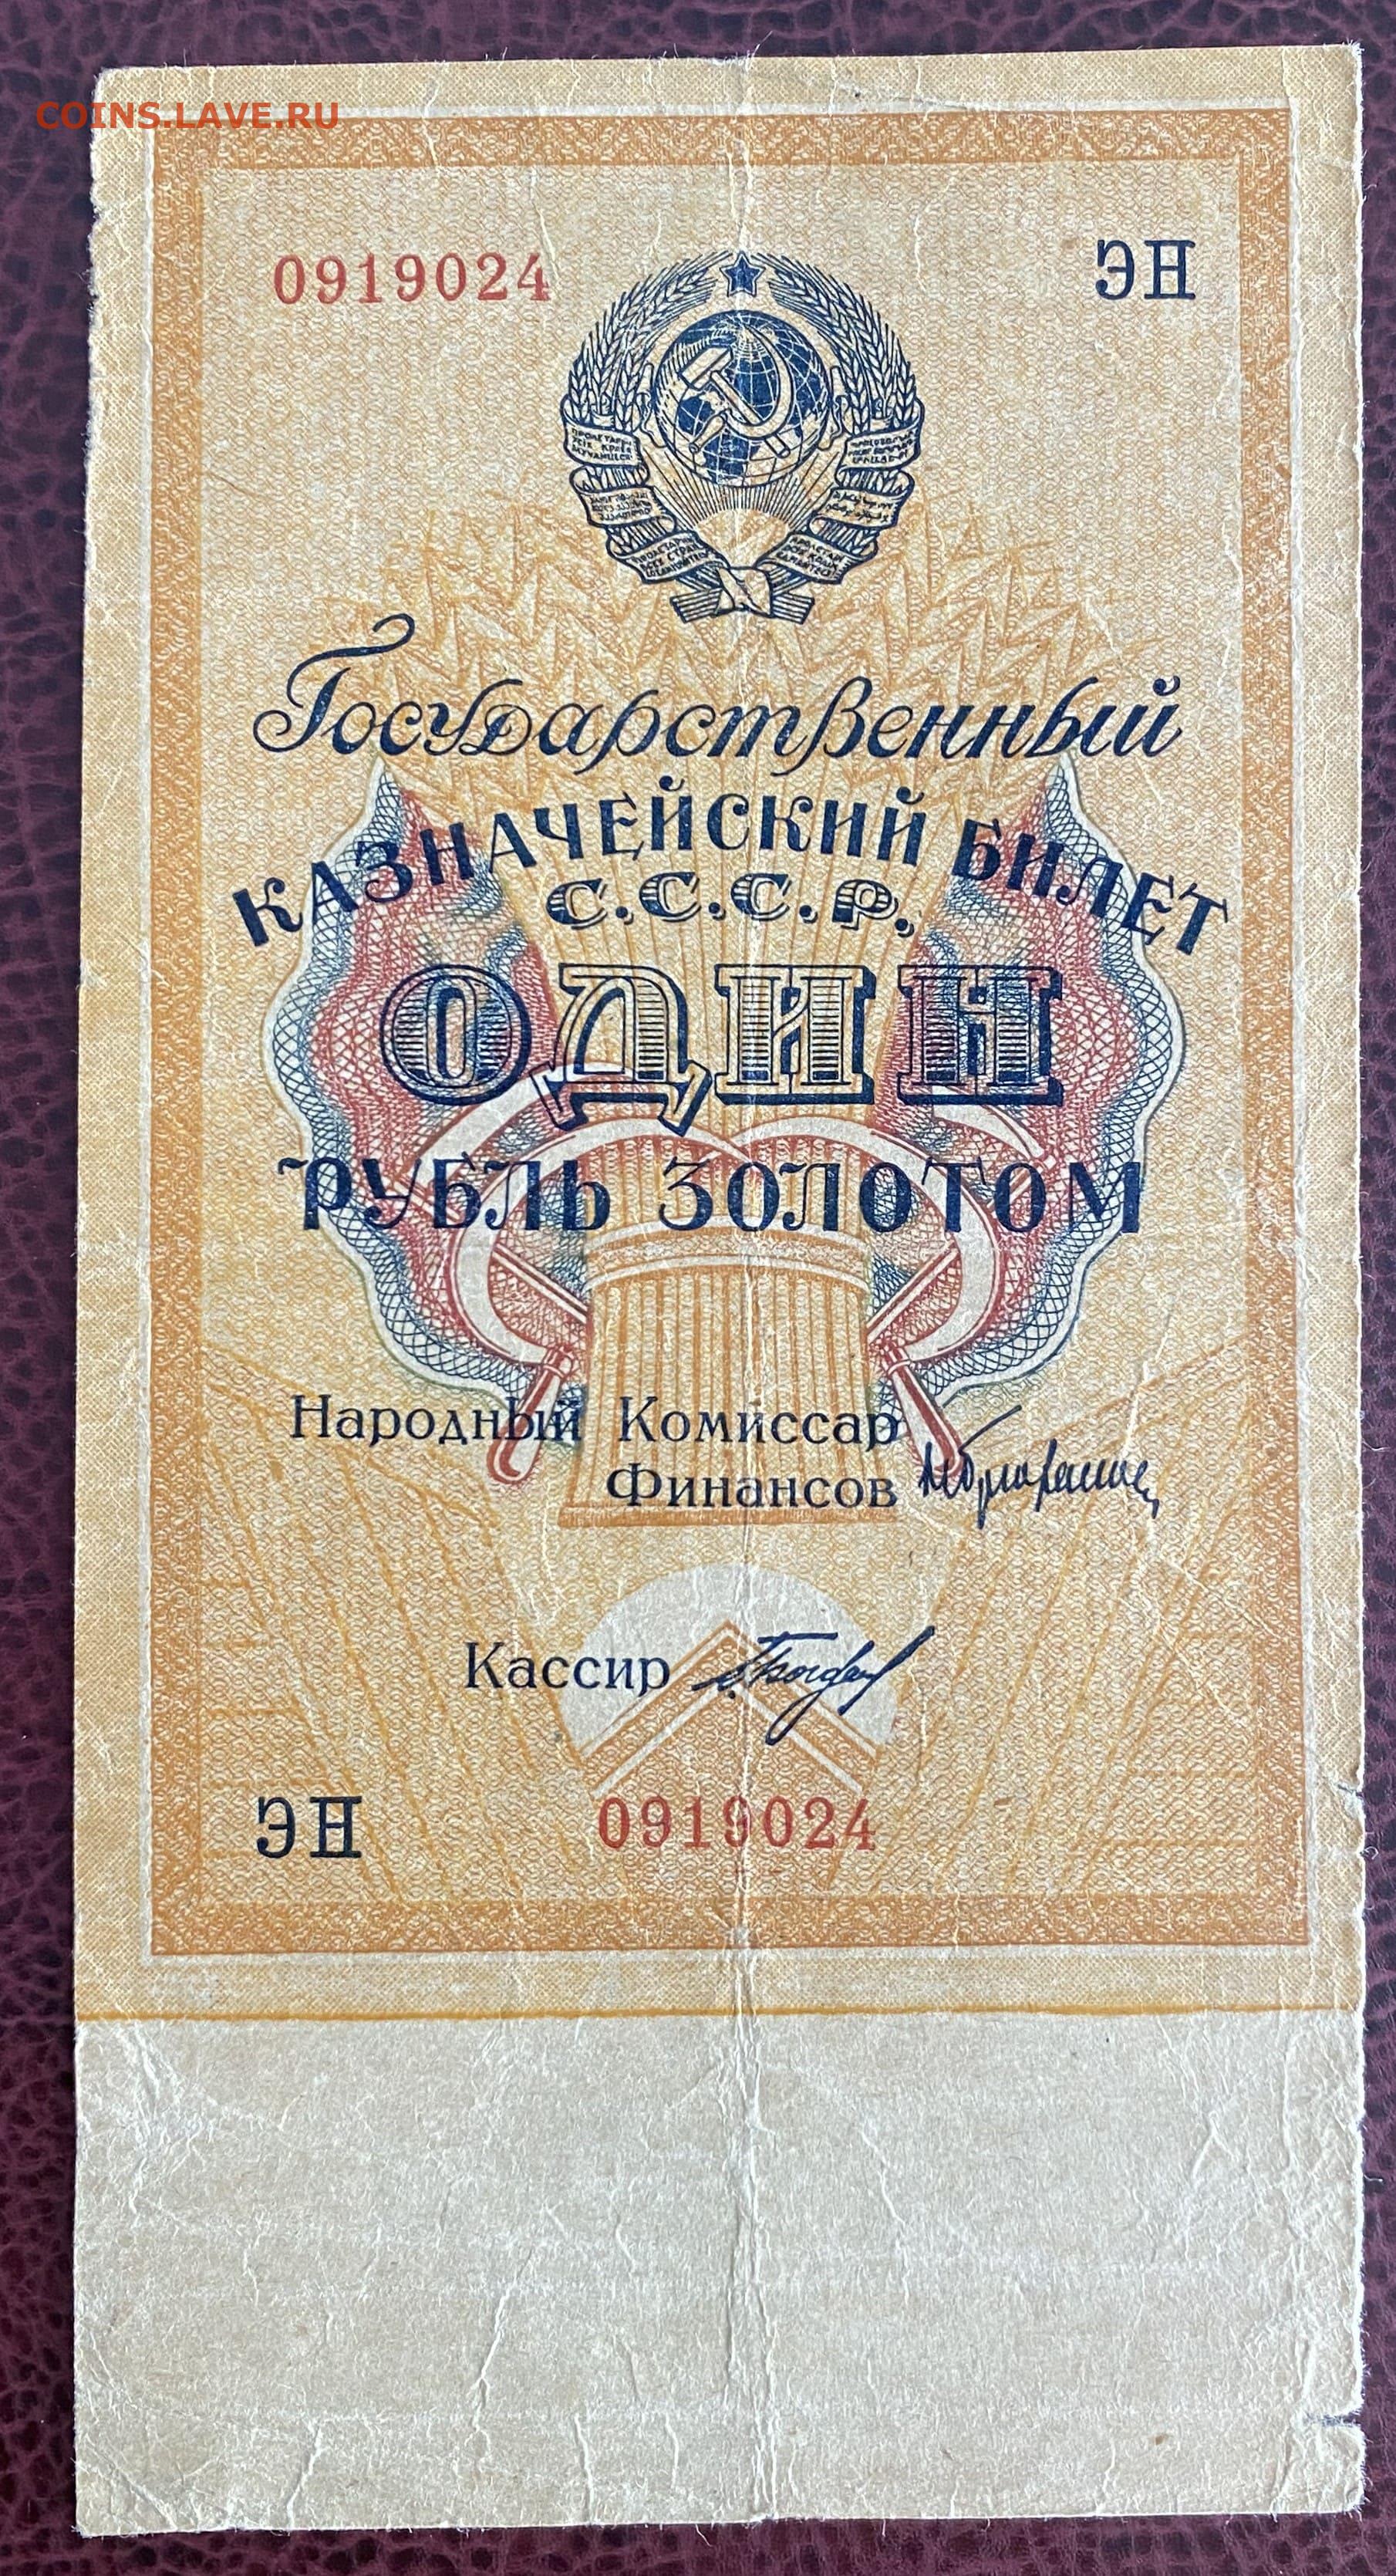 COINS.LAVE.RU
0919024 ЭН
Государственный
КАЗНАЧЕЙСКИЙ БИЛЕТ
С.С.С.Р.
ОДИН
РУБЛЬ ЗОЛОТОМ
Народный Комиссар
Финансов
Кассир
ЭН 0919024